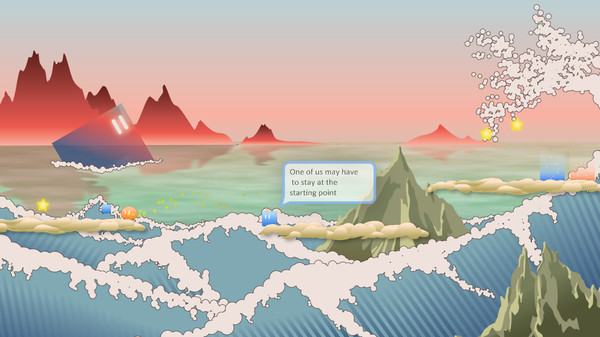 One of us may have
to stay at the
starting point